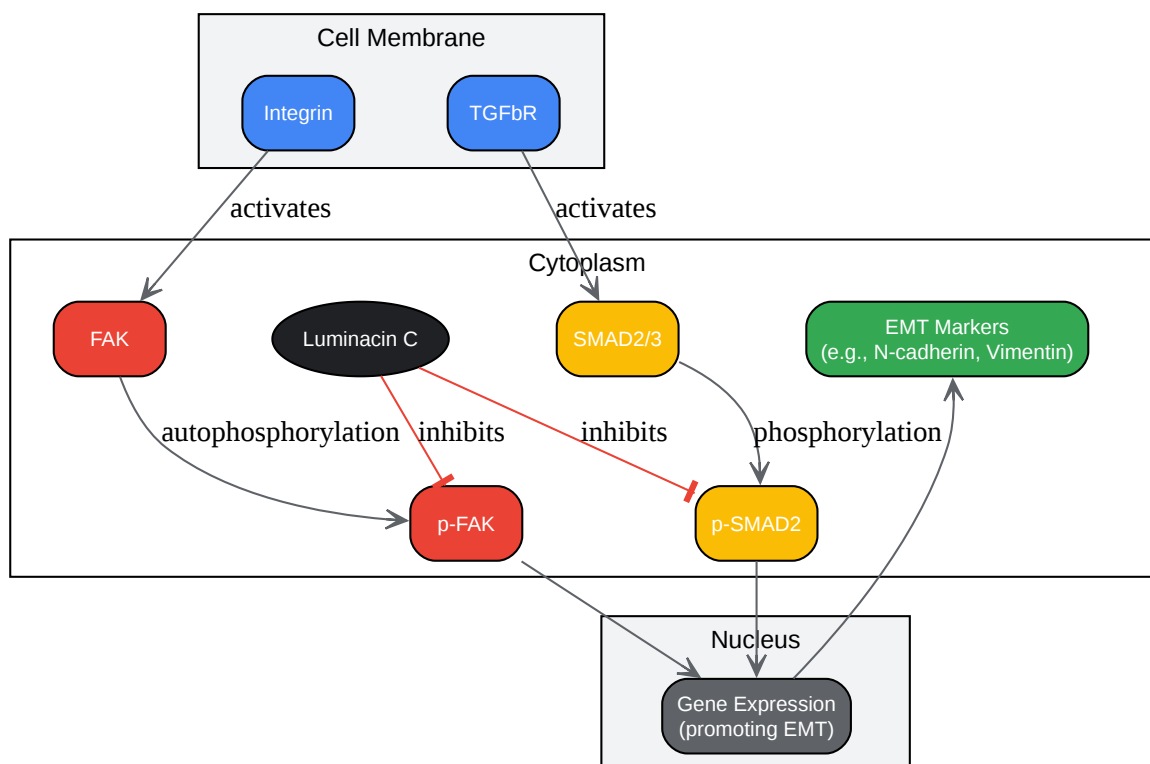 Cell Membrane
Integrin
TGFbR
activates
activates
Cytoplasm
FAK
Luminacin C
SMAD2/3
EMT Markers
(e.g., N-cadherin, Vimentin)
autophosphorylation
inhibits
inhibits
phosphorylation
p-FAK
p-SMAD2
Nucleus
Gene Expression
(promoting EMT)